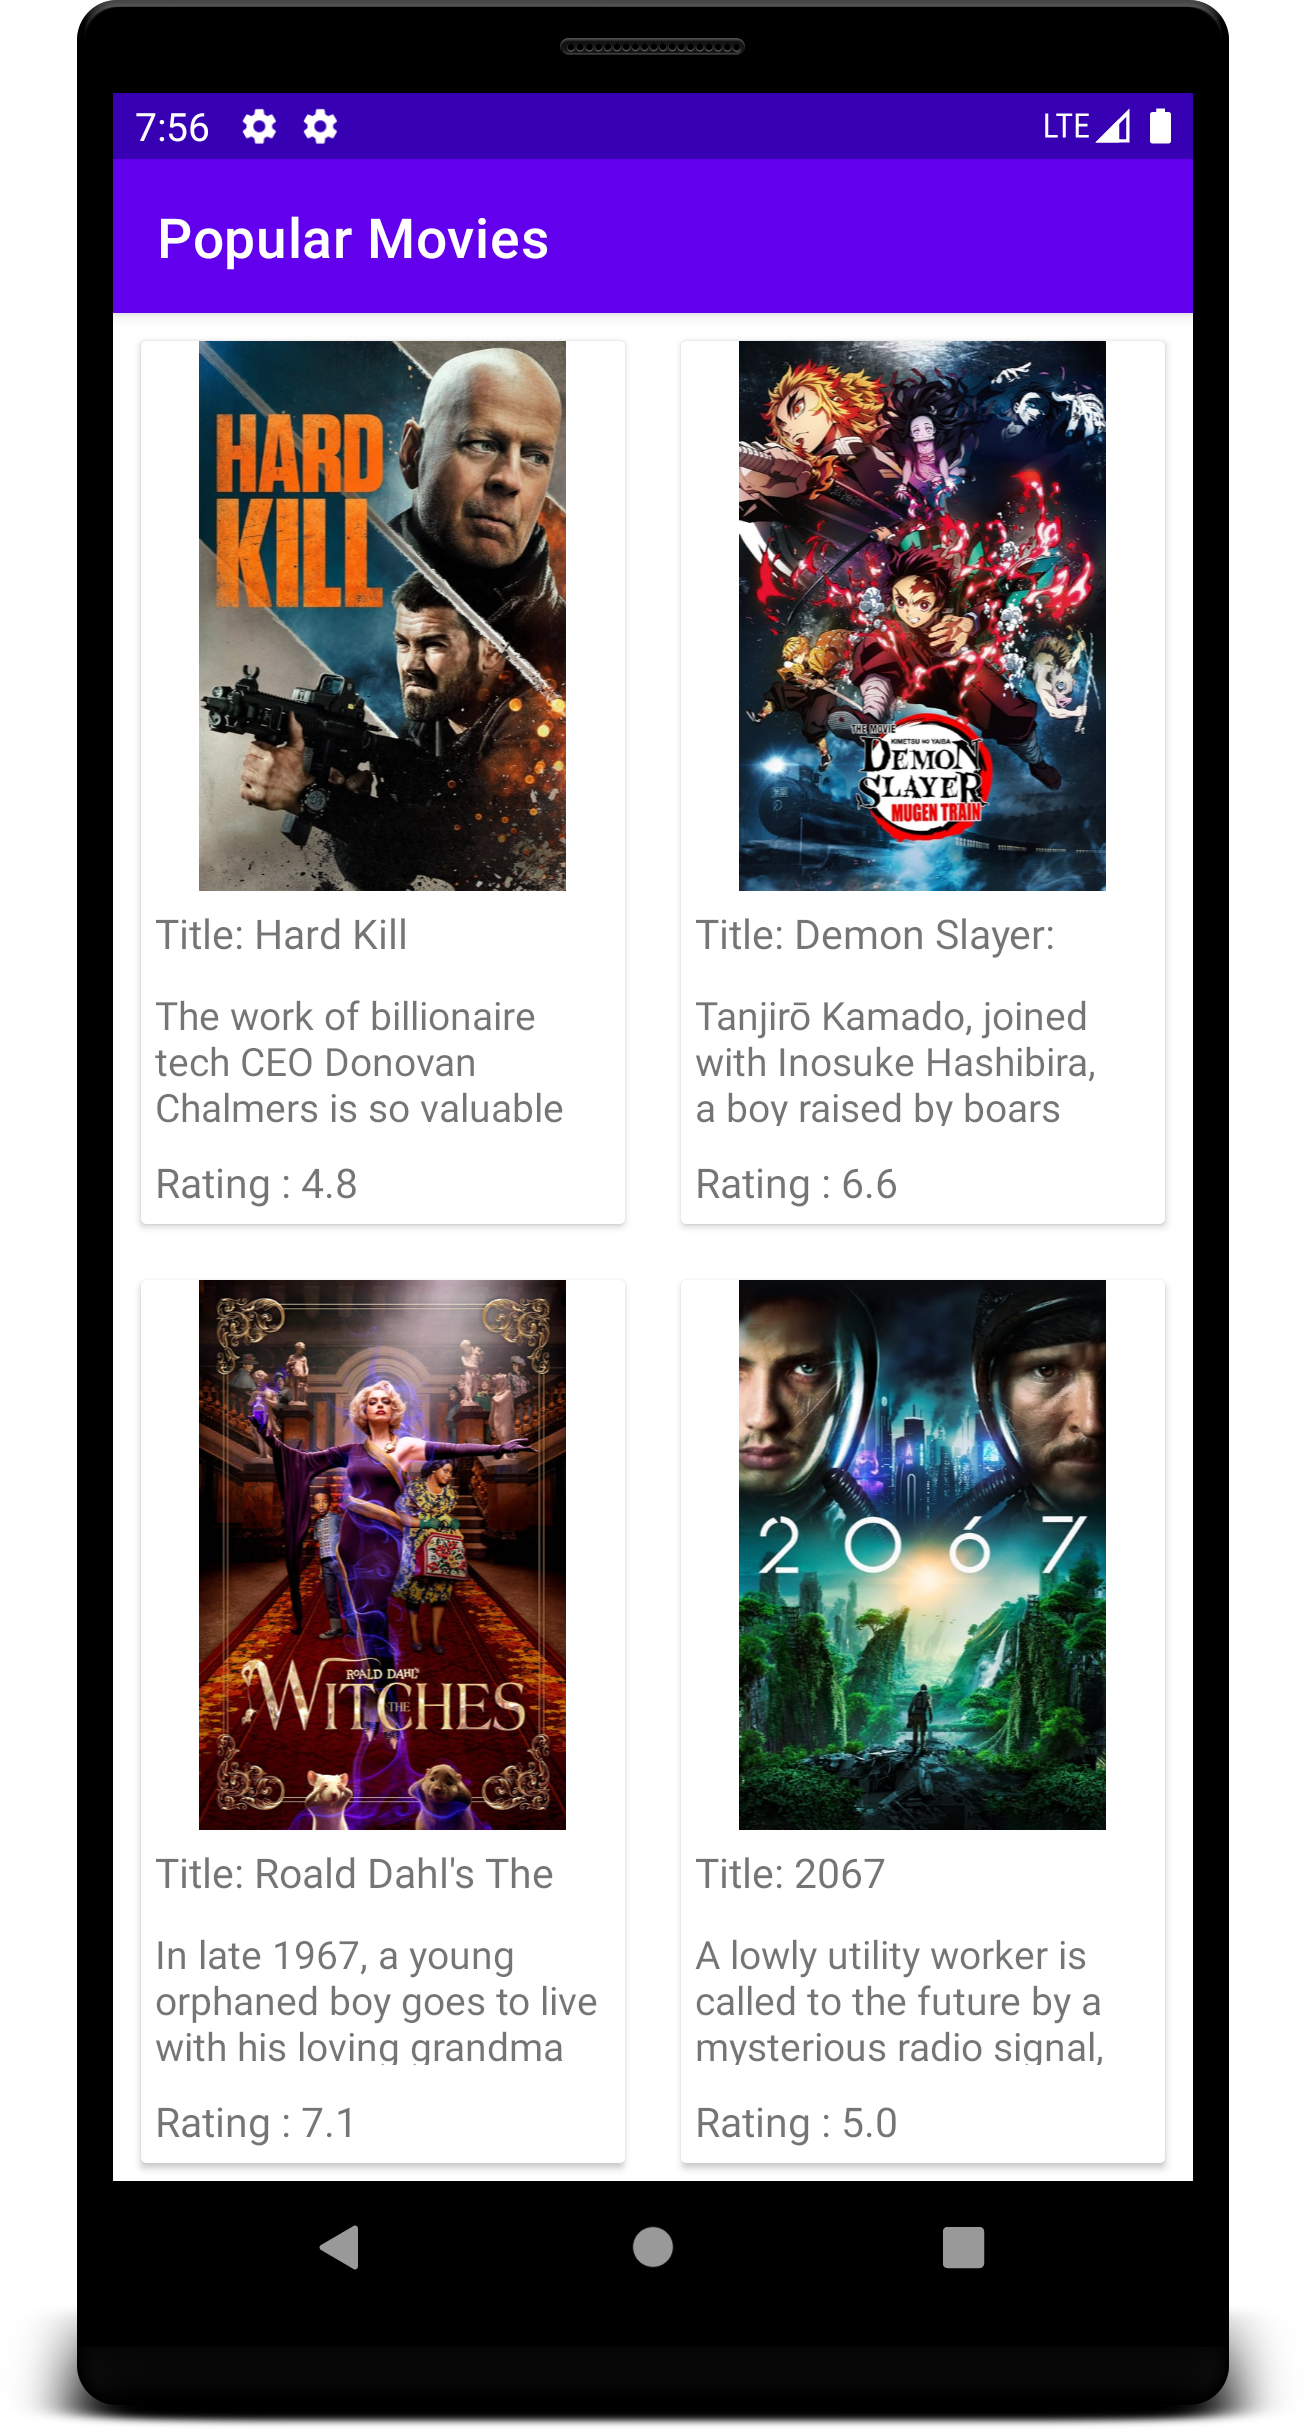 7:56
LTE
Popular Movies
HARD
KILL
THE MOVIE
KIMETSU NO YAIBA
DEMON
SLAYER
MUGEN TRAIN
Title: Hard Kill
The work of billionaire
tech CEO Donovan
Chalmers is so valuable
Rating : 4.8
Title: Demon Slayer:
Tanjirō Kamado, joined
with Inosuke Hashibira,
a boy raised by boars
Rating : 6.6
ROALD DAHL'S
THE
WITCHES
2067
Title: Roald Dahl's The
In late 1967, a young
orphaned boy goes to live
with his loving grandma
Rating : 7.1
Title: 2067
A lowly utility worker is
called to the future by a
mysterious radio signal,
Rating : 5.0